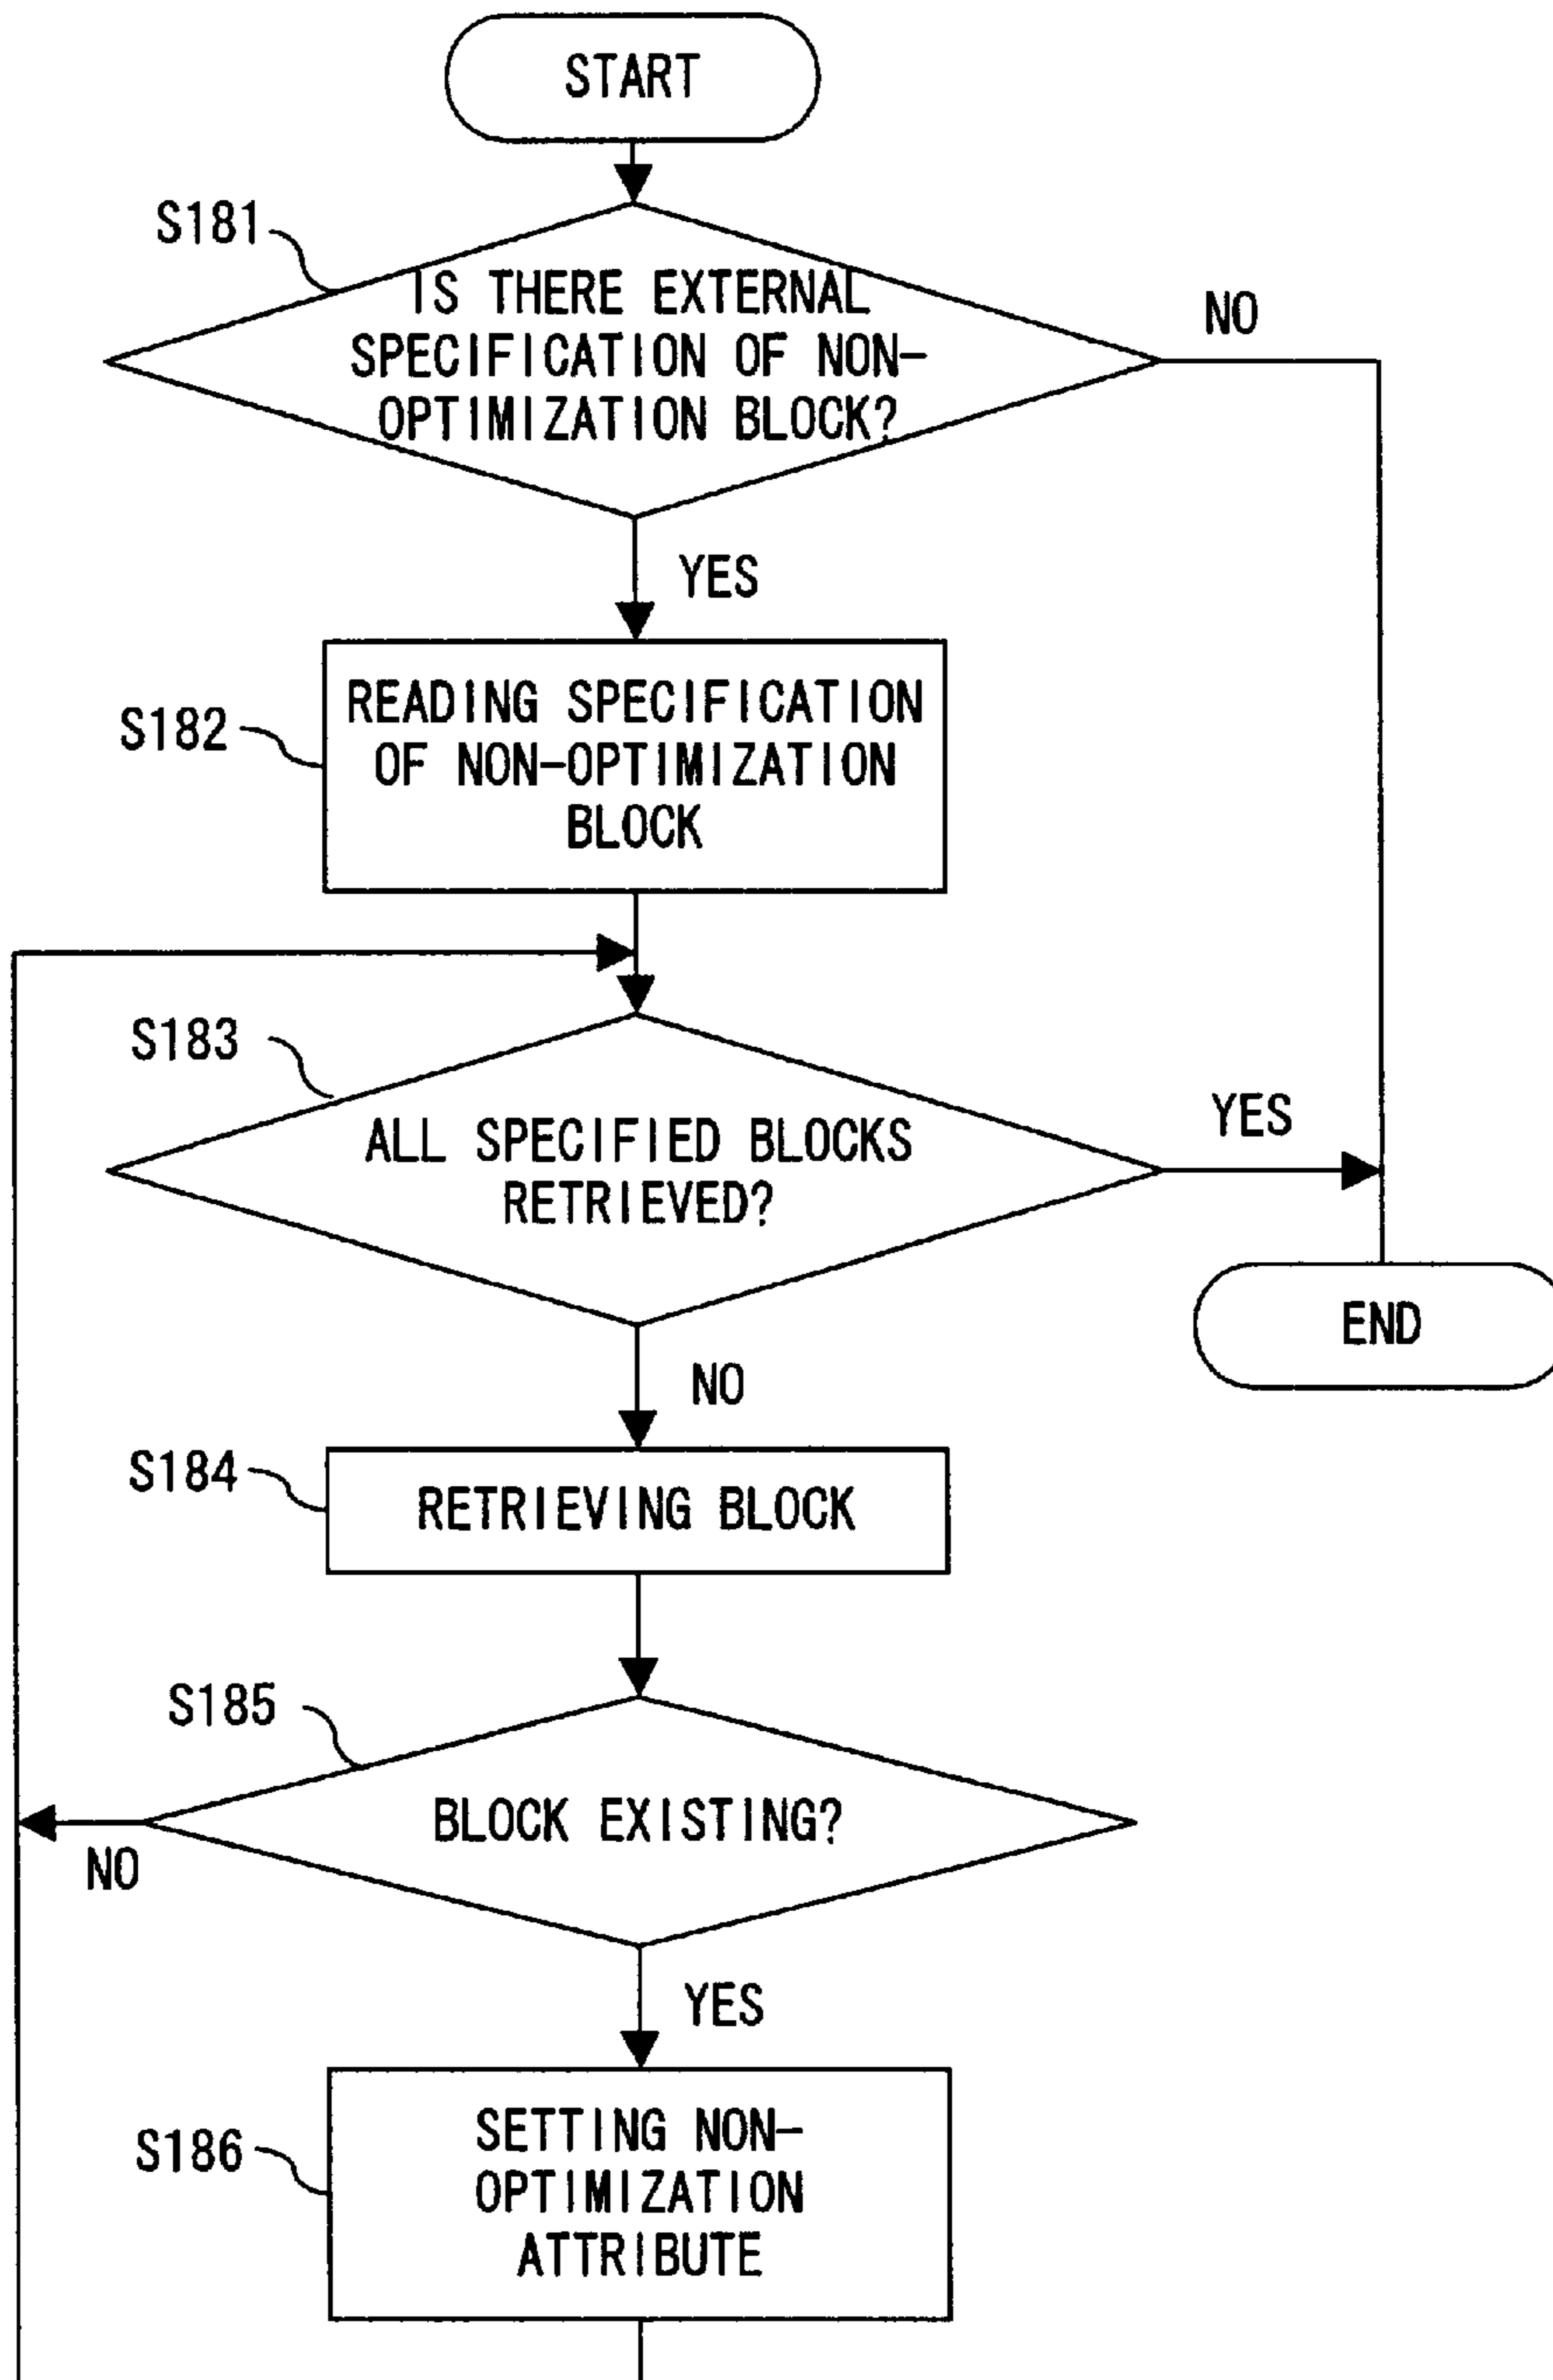 START
S181
IS THERE EXTERNAL
SPECIFICATION OF NON-
OPTIMIZATION BLOCK?
NO
YES
S182
READING SPECIFICATION
OF NON-OPTIMIZATION
BLOCK
S183
ALL SPECIFIED BLOCKS
RETRIEVED?
YES
END
NO
S184
RETRIEVING BLOCK
S185
BLOCK EXISTING?
NO
YES
S186
SETTING NON-
OPTIMIZATION
ATTRIBUTE